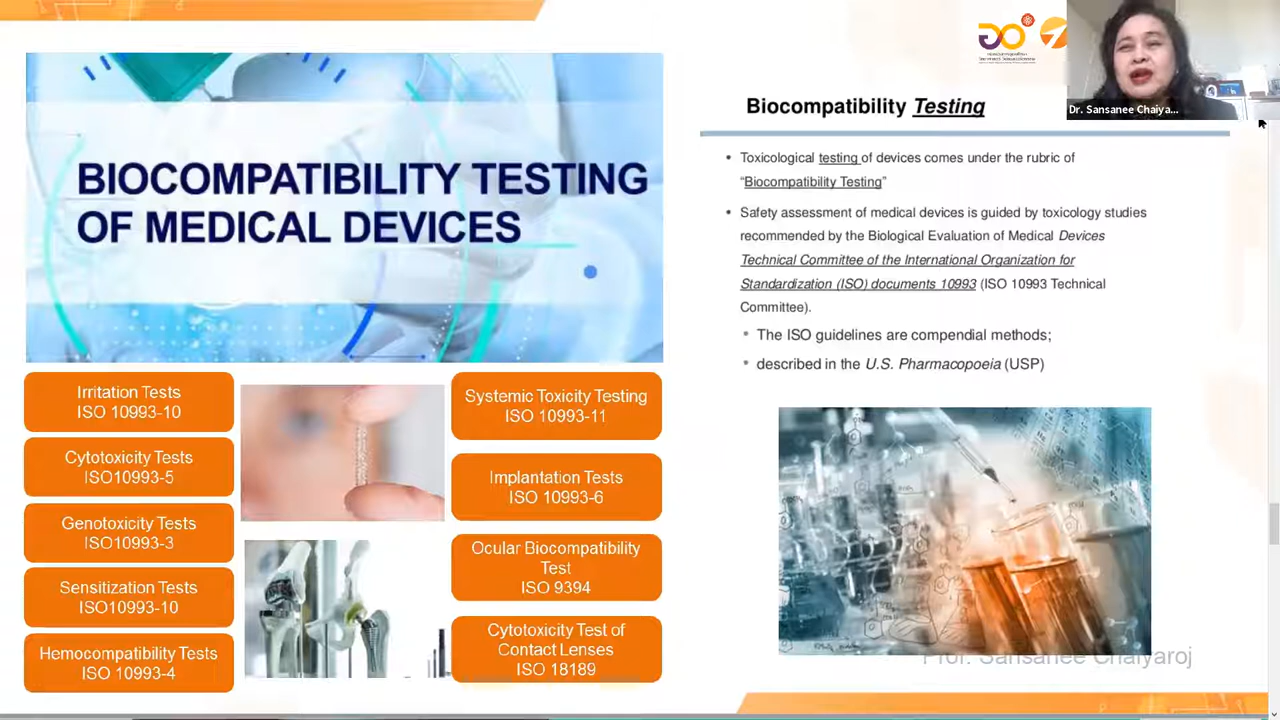 Dr. Sansanee Chaiya...
BIOCOMPATIBILITY TESTING
OF MEDICAL DEVICES
Irritation Tests
ISO 10993-10
Cytotoxicity Tests
ISO10993-5
Genotoxicity Tests
ISO10993-3
Sensitization Tests
ISO10993-10
Hemocompatibility Tests
ISO 10993-4
Systemic Toxicity Testing
ISO 10993-11
Implantation Tests
ISO 10993-6
Ocular Biocompatibility
Test
ISO 9394
Cytotoxicity Test of
Contact Lenses
ISO 18189
Biocompatibility Testing
• Toxicological testing of devices comes under the rubric of
“Biocompatibility Testing”
• Safety assessment of medical devices is guided by toxicology studies
recommended by the Biological Evaluation of Medical Devices
Technical Committee of the International Organization for
Standardization (ISO) documents 10993 (ISO 10993 Technical
Committee).
• The ISO guidelines are compendial methods;
• described in the U.S. Pharmacopoeia (USP)
Prof. Sansanee Chaiyaroj